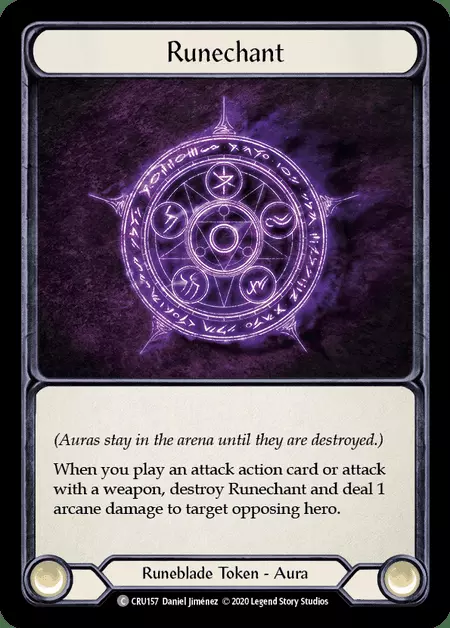 Runechant
(Auras stay in the arena until they are destroyed.)
When you play an attack action card or attack
with a weapon, destroy Runechant and deal 1
arcane damage to target opposing hero.
Runeblade Token - Aura
C CRU157 Daniel Jiménez © 2020 Legend Story Studios